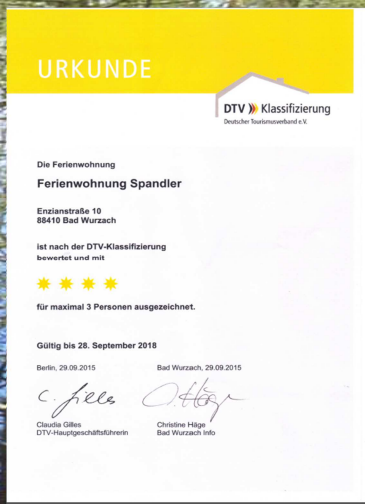 URKUNDE
DTV Klassifizierung
Deutscher Tourismusverband e.V.
Die Ferienwohnung
Ferienwohnung Spandler
Enzianstraße 10
88410 Bad Wurzach
ist nach der DTV-Klassifizierung
bewertet und mit
für maximal 3 Personen ausgezeichnet.
Gültig bis 28. September 2018
Berlin, 29.09.2015
Bad Wurzach, 29.09.2015
C. Gilles
Claudia Gilles
DTV-Hauptgeschäftsführerin
Christine Häge
Bad Wurzach Info